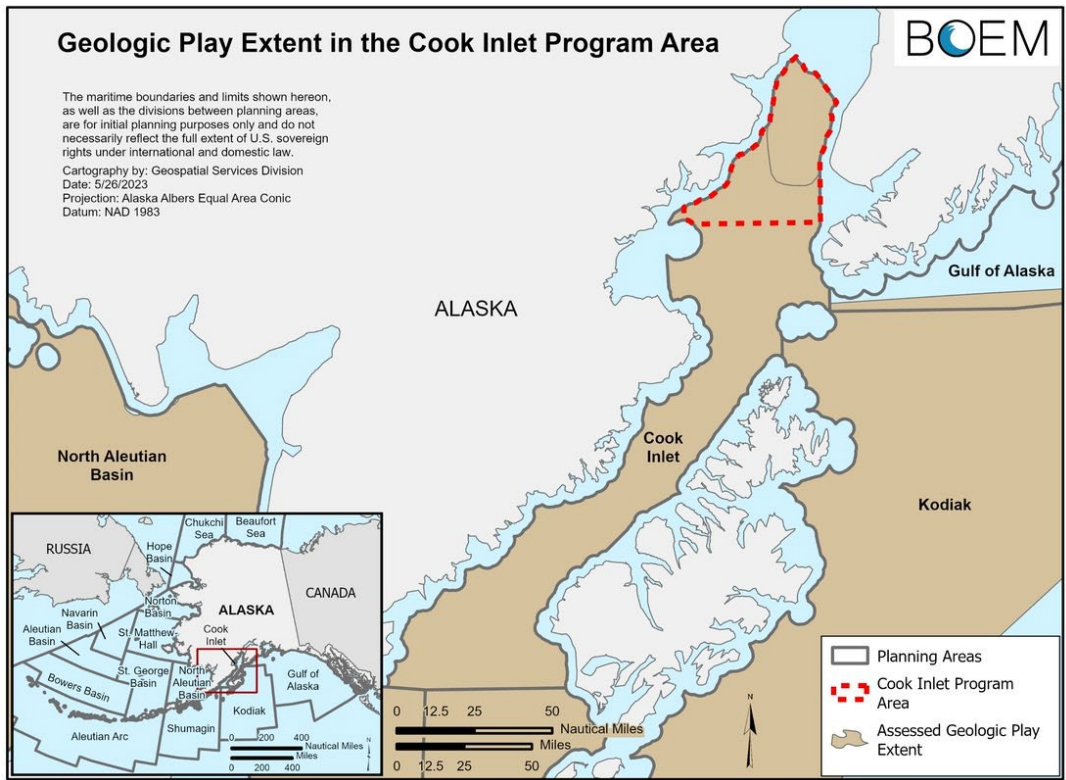 Geologic Play Extent in the Cook Inlet Program Area
BOEM
The maritime boundaries and limits shown hereon,
as well as the divisions between planning areas,
are for initial planning purposes only and do not
necessarily reflect the full extent of U.S. sovereign
rights under international and domestic law.
Cartography by: Geospatial Services Division
Date: 5/26/2023
Projection: Alaska Albers Equal Area Conic
Datum: NAD 1983
Gulf of Alaska
ALASKA
North Aleutian
Basin
Cook
Inlet
Kodiak
Chukchi
Sea
Beaufort
Sea
RUSSIA
Hope
Basin
CANADA
Norton
Basin
ALASKA
Navarin
Basin
Aleutian
Basin
St. Matthew-
Hall
Cook
Inlet
St. George
Basin
North
Aleutian
Basin
Gulf of
Alaska
Bowers Basin
Kodiak
Shumagin
Aleutian Arc
0 200 400
Nautical Miles
Miles
0 200 400
N
0 12.5 25 50
Nautical Miles
Miles
0 12.5 25 50
N
Planning Areas
Cook Inlet Program
Area
Assessed Geologic Play
Extent